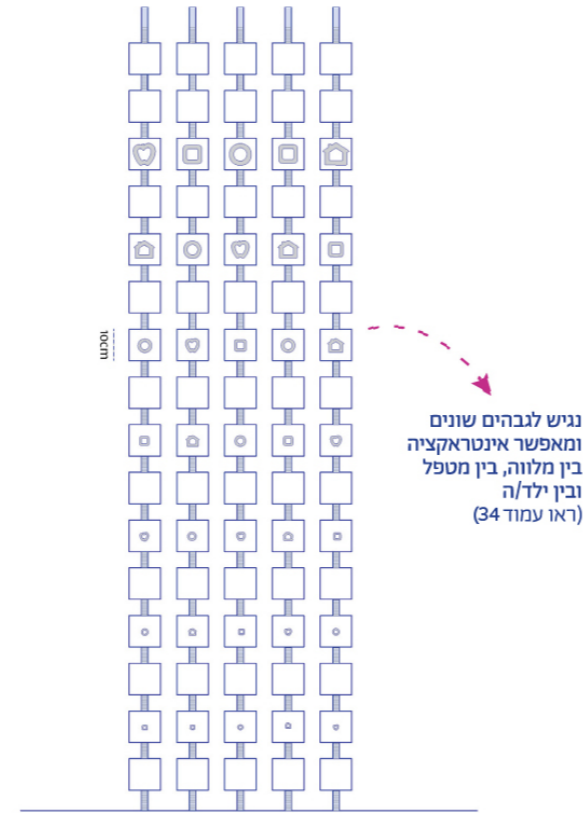 10cm
נגיש לגבהים שונים
ומאפשר אינטראקציה
בין מלווה, בין מטפל
ובין ילד/ה
(ראו עמוד 34)